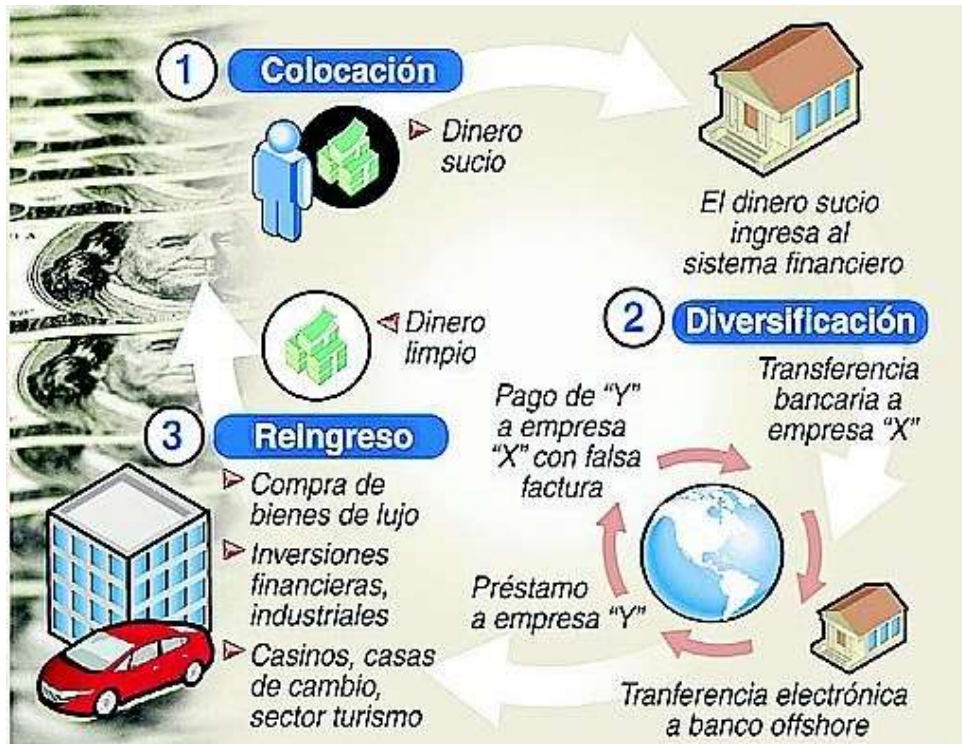 1 Colocación
Dinero
sucio
El dinero sucio
ingresa al
sistema financiero
2 Diversificación
Transferencia
bancaria a
empresa "X"
Tranferencia electrónica
a banco offshore
Préstamo
a empresa "Y"
Pago de "Y"
a empresa
"X" con falsa
factura
3 ReIngreso
Compra de
bienes de lujo
Inversiones
financieras,
industriales
Casinos, casas
de cambio,
sector turismo
Dinero
limpio